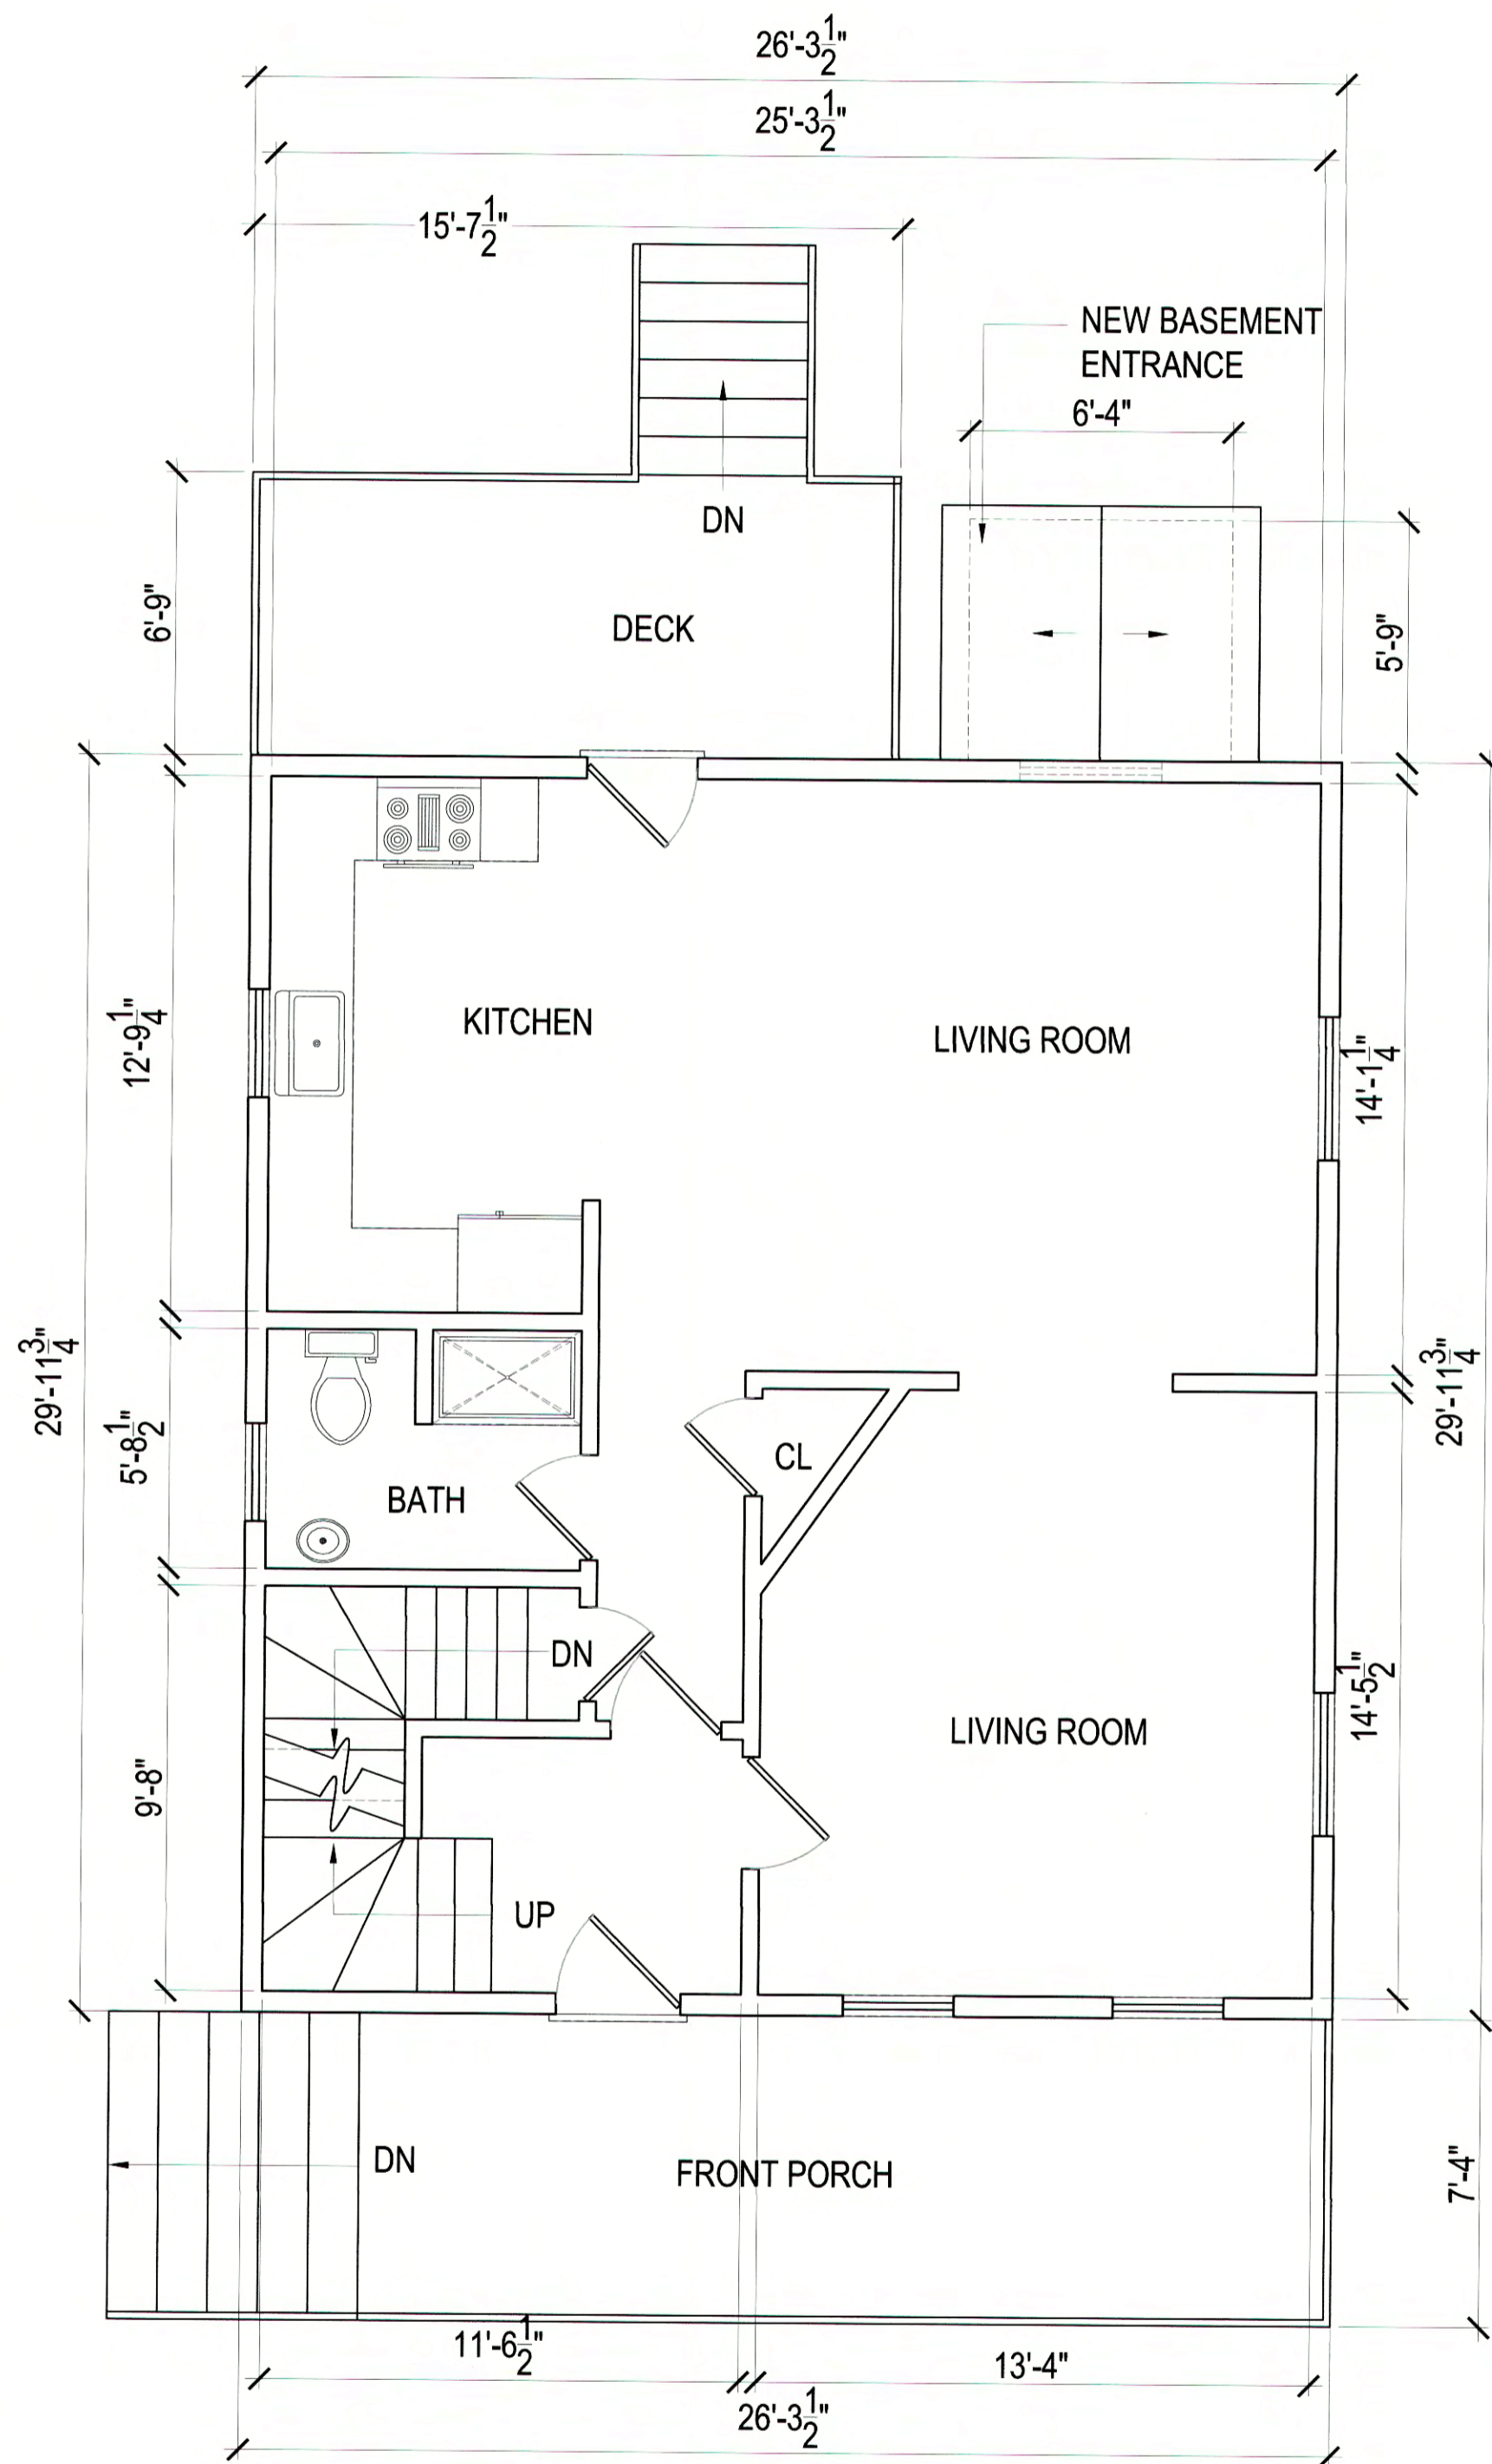 26'-3 1/2"
25'-3 1/2"
15'-7 1/2"
NEW BASEMENT
ENTRANCE
6'-4"
DN
6'-9"
DECK
5'-9"
12'-9 1/4"
KITCHEN
LIVING ROOM
14'-1 1/4"
29'-11 3/4"
29'-11 3/4"
5'-8 1/2"
CL
BATH
DN
14'-5 1/2"
LIVING ROOM
9'-8"
UP
DN
FRONT PORCH
7'-4"
11'-6 1/2"
13'-4"
26'-3 1/2"